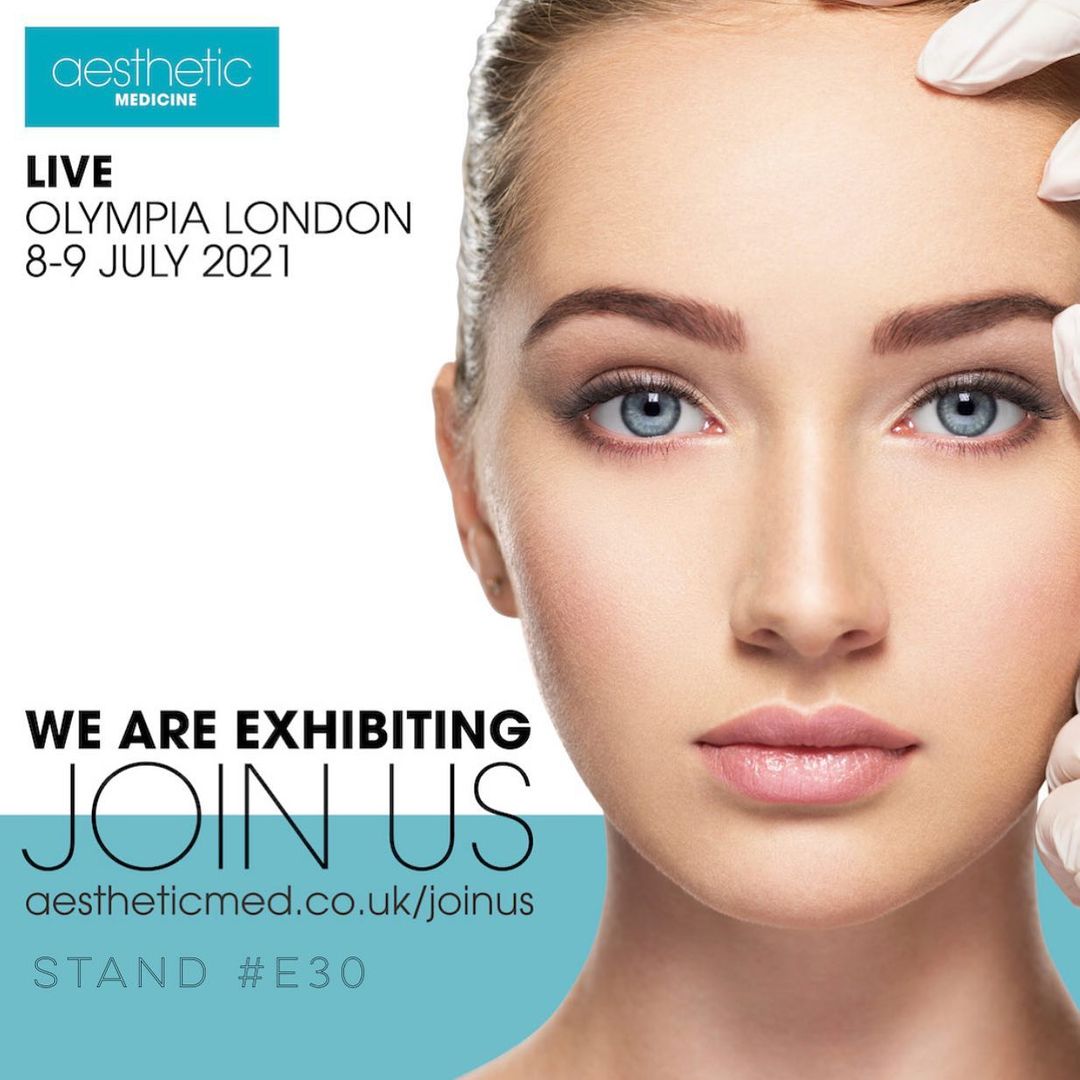 aesthetic
MEDICINE
LIVE
OLYMPIA LONDON
8-9 JULY 2021
WE ARE EXHIBITING
JOIN US
aestheticmed.co.uk/joinus
STAND #E30